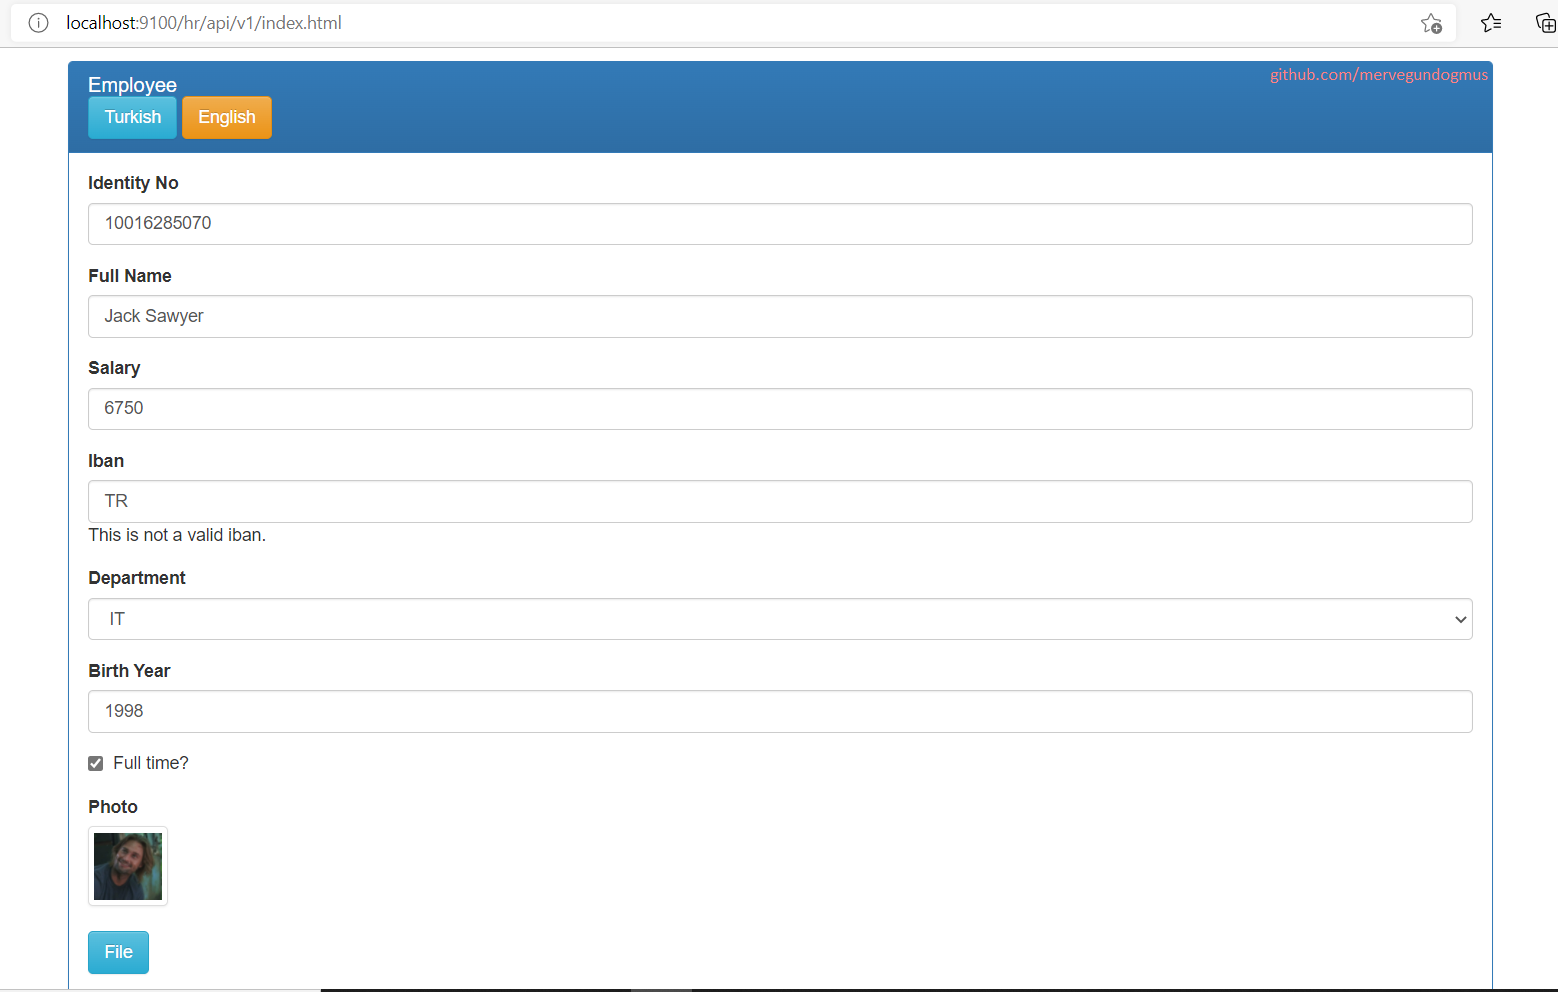 localhost:9100/hr/api/v1/index.html
Employee
github.com/mervegundogmus
Turkish English
Identity No
10016285070
Full Name
Jack Sawyer
Salary
6750
Iban
TR
This is not a valid iban.
Department
IT
Birth Year
1998
Full time?
Photo
File